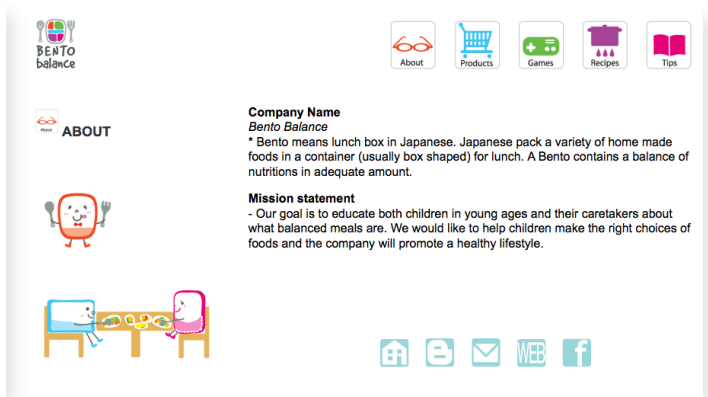 BENTO
balance
About
Products
Games
Recipes
Tips
About
ABOUT
Company Name
Bento Balance
* Bento means lunch box in Japanese. Japanese pack a variety of home made
foods in a container (usually box shaped) for lunch. A Bento contains a balance of
nutritions in adequate amount.
Mission statement
- Our goal is to educate both children in young ages and their caretakers about
what balanced meals are. We would like to help children make the right choices of
foods and the company will promote a healthy lifestyle.
B
WEB
f